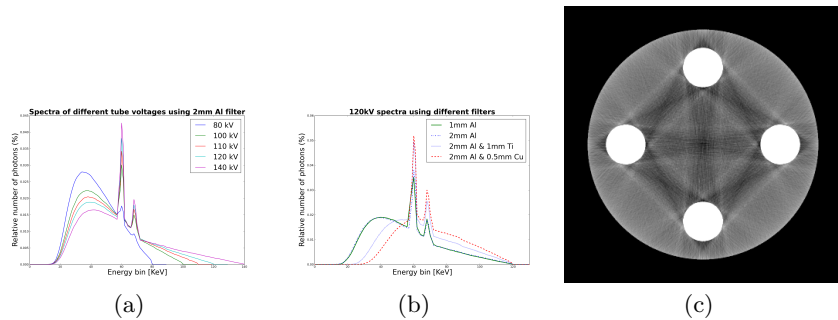 Spectra of different tube voltages using 2mm Al filter
80 kV
100 kV
110 kV
120 kV
140 kV
Relative number of photons (%)
Energy bin [KeV]
(a)
120kV spectra using different filters
1mm Al
2mm Al
2mm Al & 1mm Ti
2mm Al & 0.5mm Cu
Relative number of photons (%)
Energy bin [KeV]
(b)
(c)